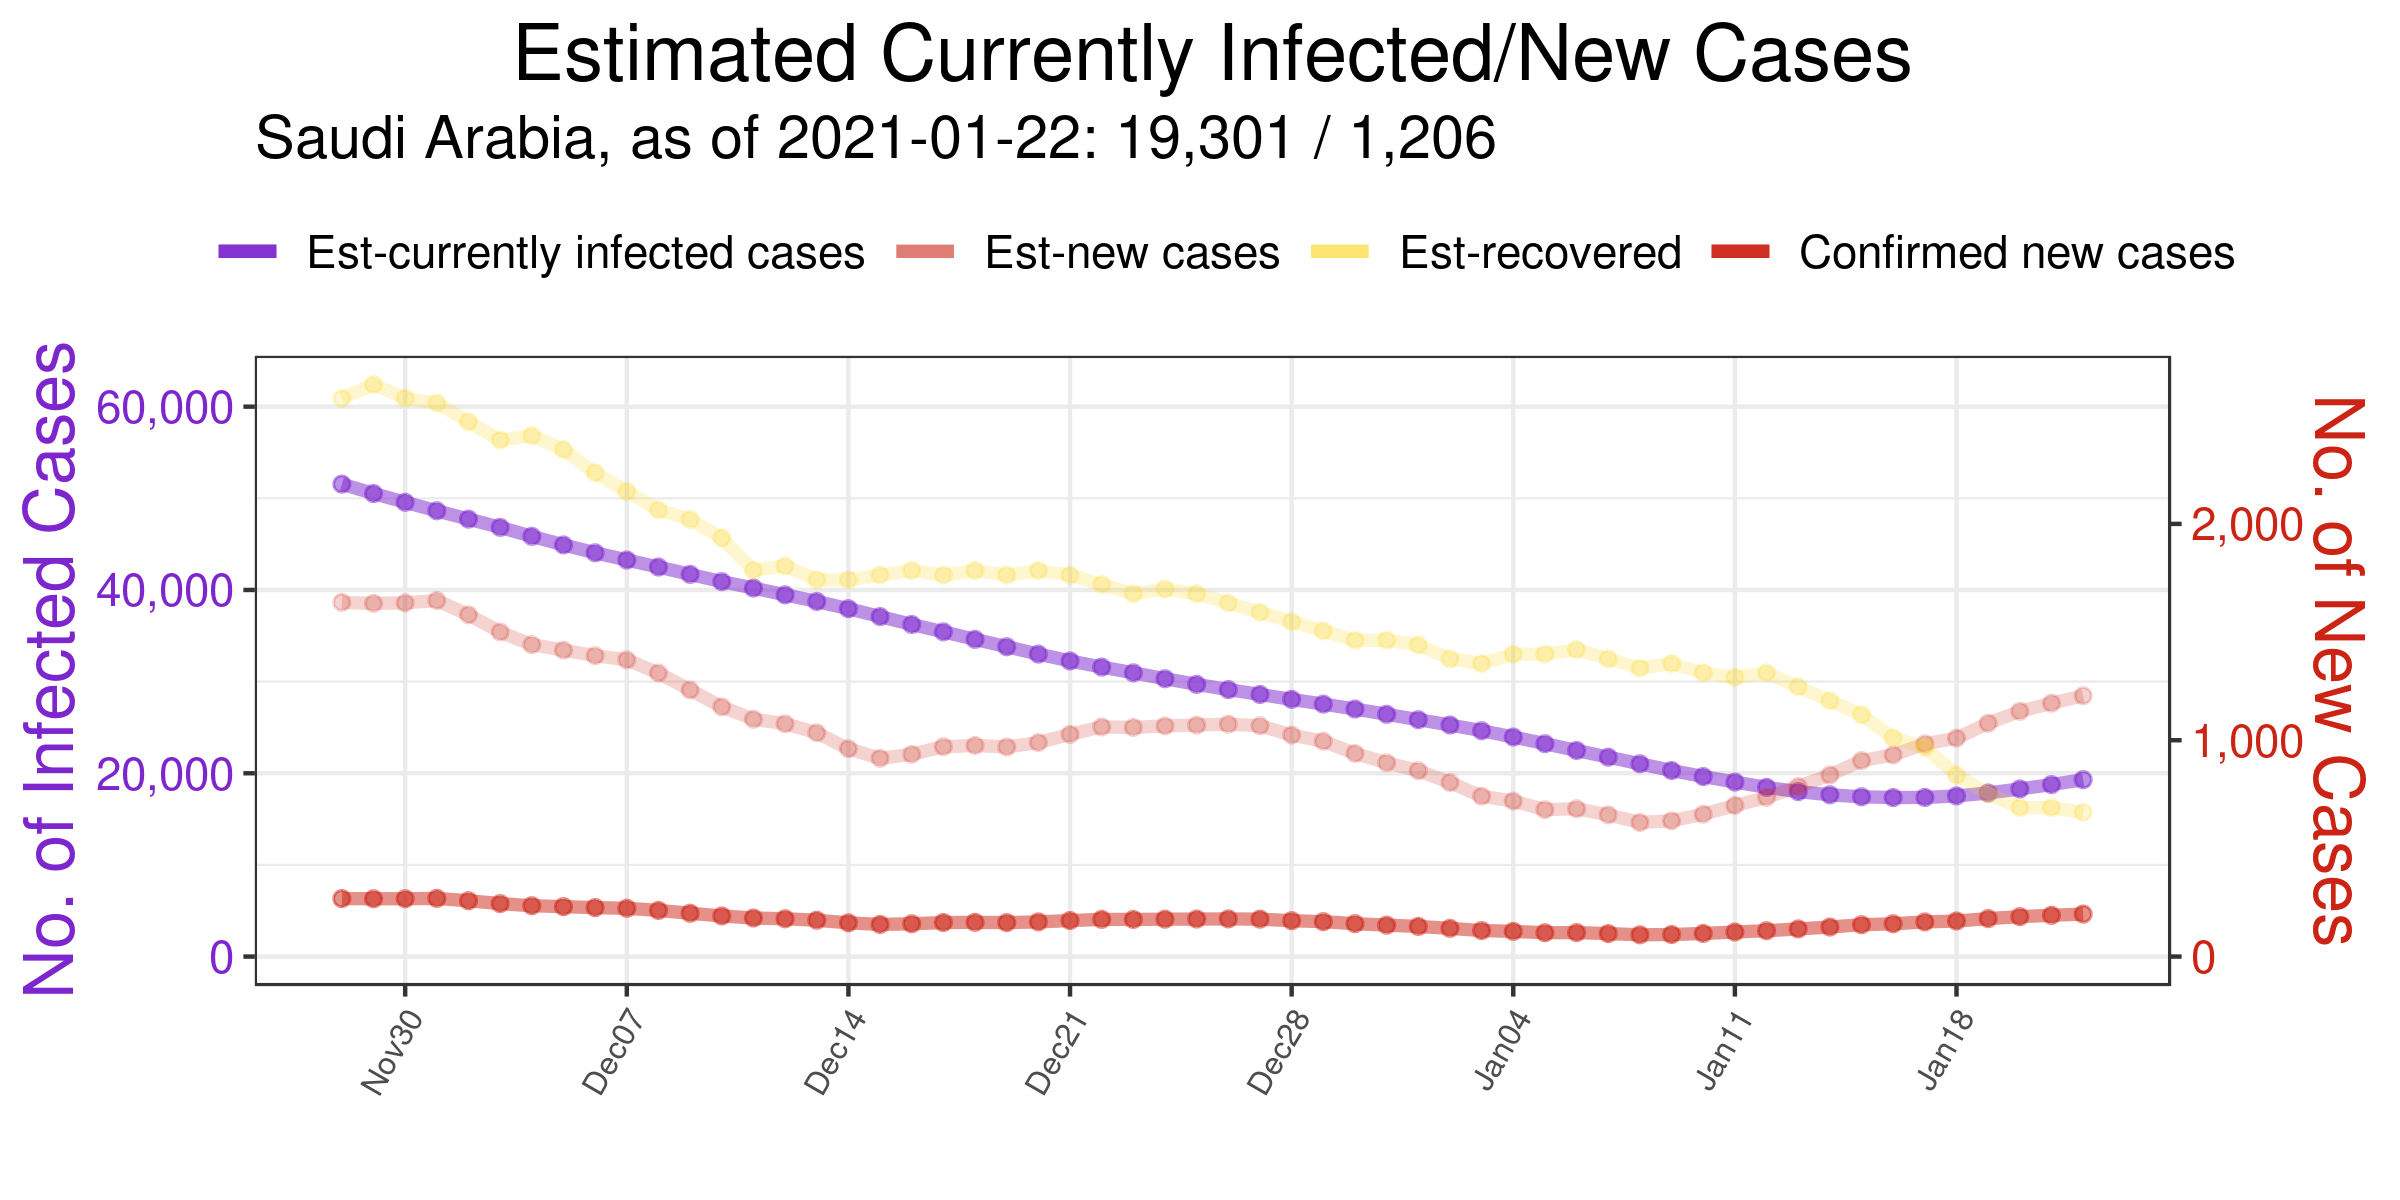 Estimated Currently Infected/New Cases
Saudi Arabia, as of 2021-01-22: 19,301 / 1,206
Est-currently infected cases Est-new cases Est-recovered Confirmed new cases
No. of Infected Cases
60,000
40,000
20,000
0
2,000
1,000
0
No. of New Cases
Nov30 Dec07 Dec14 Dec21 Dec28 Jan04 Jan11 Jan18